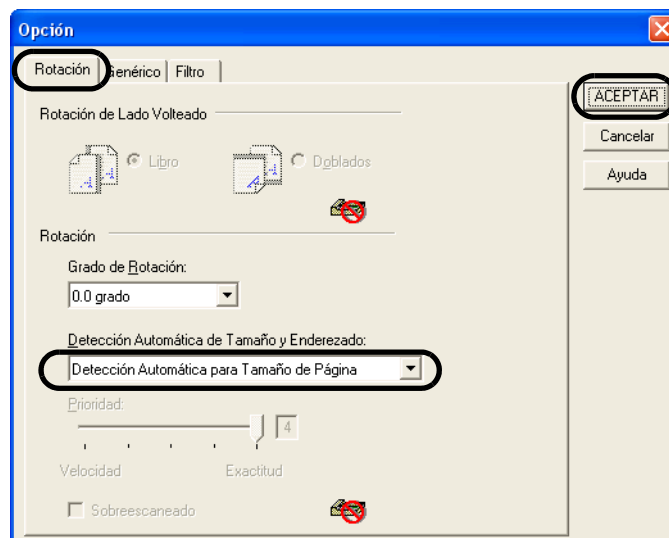 Opción
Rotación Genérico Filtro
ACEPTAR
Cancelar
Ayuda
Rotación de Lado Volteado
Libro Doblados
Rotación
Grado de Rotación:
0.0 grado
Detección Automática de Tamaño y Enderezado:
Detección Automática para Tamaño de Página
Prioridad:
4
Velocidad Exactitud
Sobreescaneado